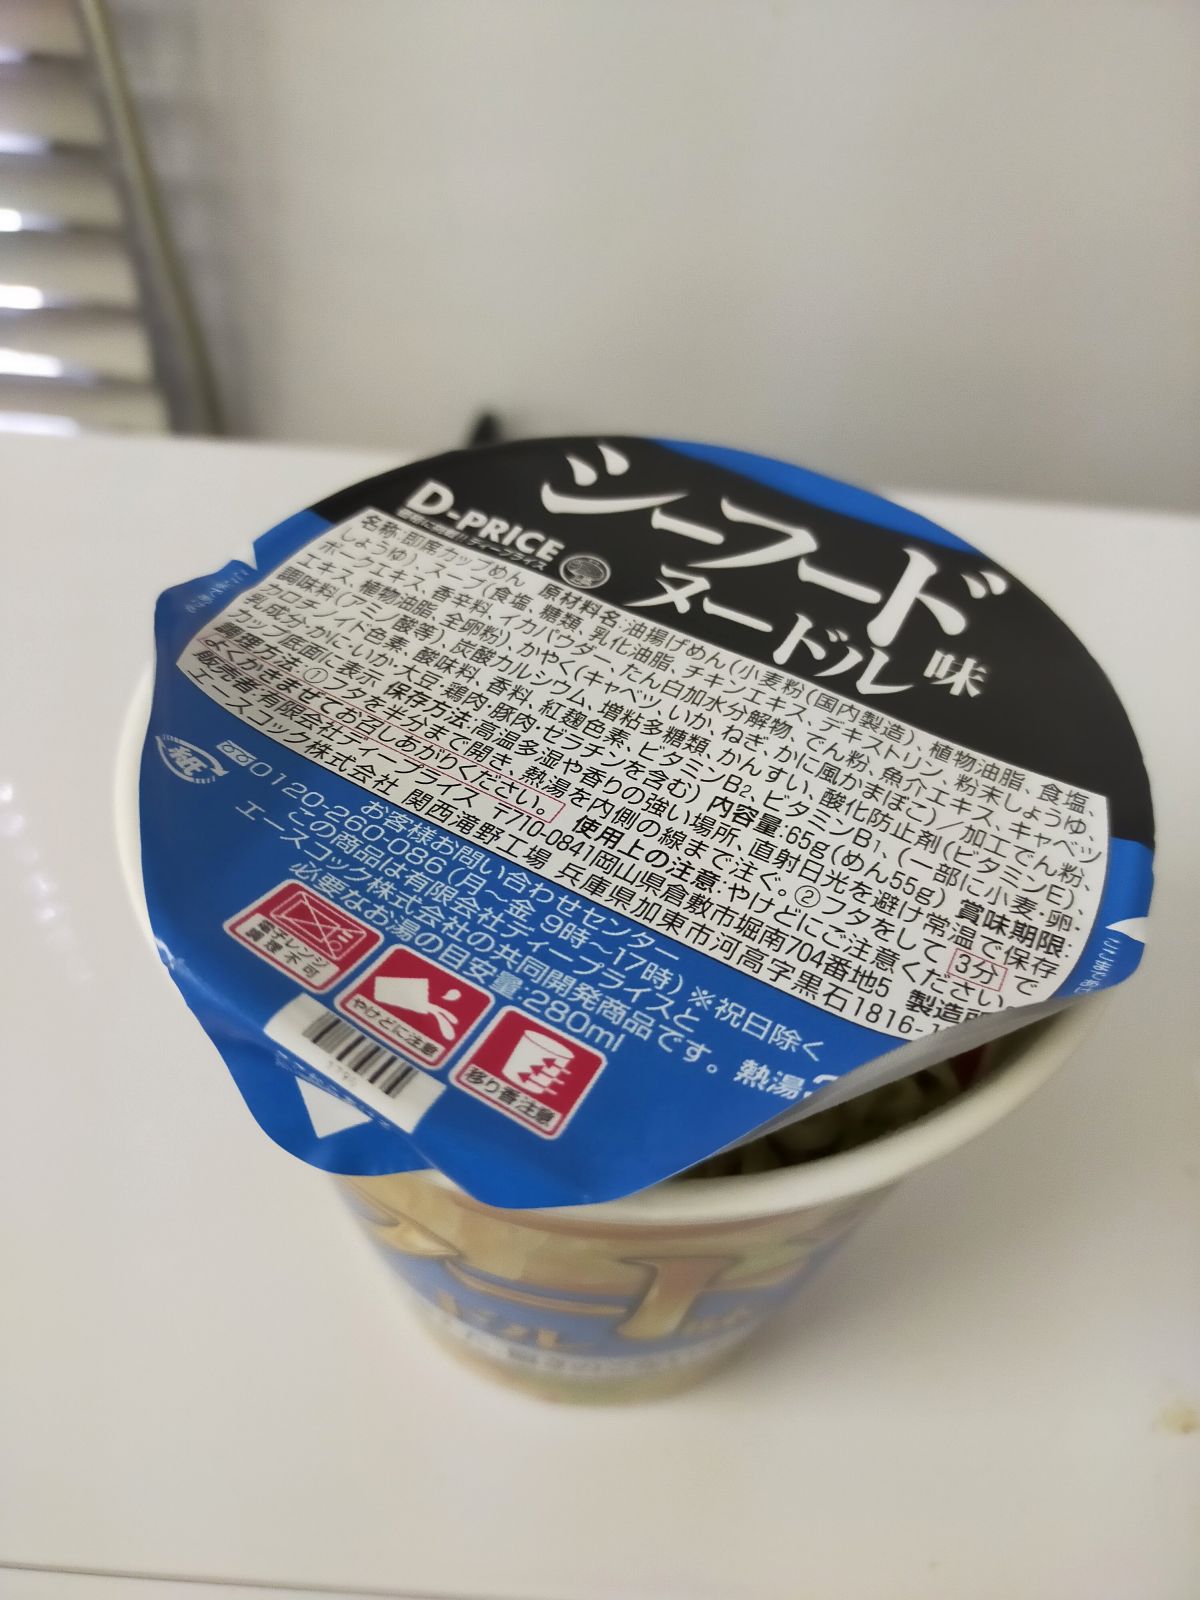 シーフード
ヌードル味
D-PRICE
ディープライス
名称:即席カップめん 原材料名:油揚げめん(小麦粉(国内製造)、植物油脂、食塩、
しょうゆ)、スープ(食塩、糖類、乳化油脂、チキンエキス、デキストリン、粉末しょうゆ、
ポークエキス、香辛料、イカパウダー、たん白加水分解物、でん粉、魚介エキス、キャベツ
エキス、植物油脂、全卵粉)、かやく(キャベツ、いか、ねぎ、かに風かまぼこ)/加工でん粉、
調味料(アミノ酸等)、炭酸カルシウム、増粘多糖類、かんすい、酸化防止剤(ビタミンE)、
カロチノイド色素、酸味料、香料、紅麹色素、ビタミンB2、ビタミンB1、(一部に小麦・卵・
乳成分・かに・いか・大豆・鶏肉・豚肉・ゼラチンを含む) 内容量:65g(めん55g) 賞味期限:
カップ底面に表示 保存方法:高温多湿や香りの強い場所、直射日光を避け常温で保存
調理方法:①フタを半分まで開き、熱湯を内側の線まで注ぐ。②フタをして3分で
よくかきまぜてお召しあがりください。 使用上の注意:やけどにご注意ください
販売者:有限会社ディープライス 〒710-0841岡山県倉敷市堀南704番地5 製造所
エースコック株式会社 関西滝野工場 兵庫県加東市河高字黒石1816-1
お客様お問い合わせセンター
0120-260-086(月~金 9時~17時)※祝日除く
この商品は有限会社ディープライスと
エースコック株式会社の共同開発商品です。
必要なお湯の目安量:280ml
熱湯
紙
電子レンジ
調理不可
やけどに注意
移り香注意